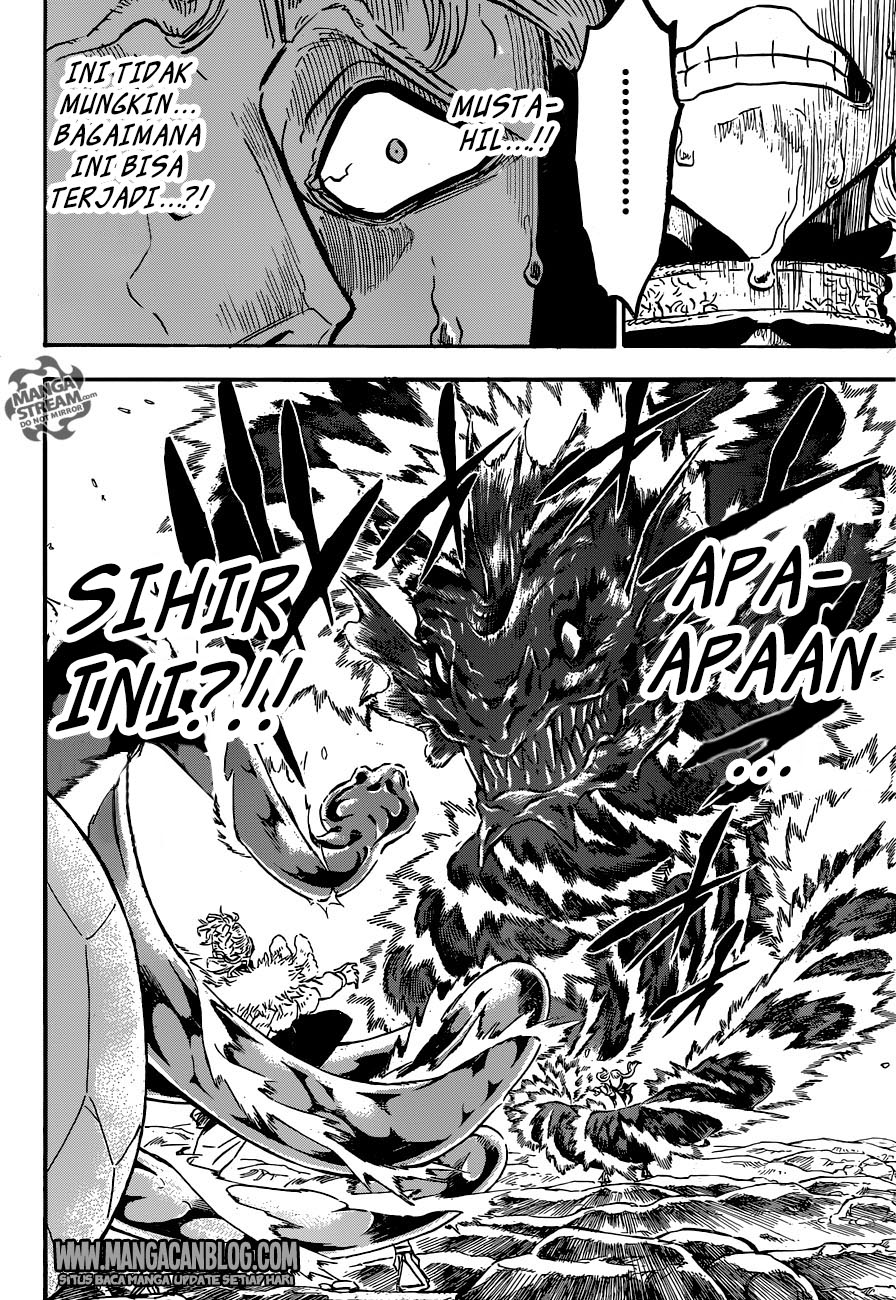 .........
MUSTA-
HIL....!!
INI TIDAK
MUNGKIN...
BAGAIMANA
INI BISA
TERJADI...?!
APA-
APAAN
...
SIHIR
INI?!!
MANGA
STREAM.com
DO NOT MIRROR
WWW.MANGACANBLOG.COM
SITUS BACA MANGA UPDATE SETIAP HARI